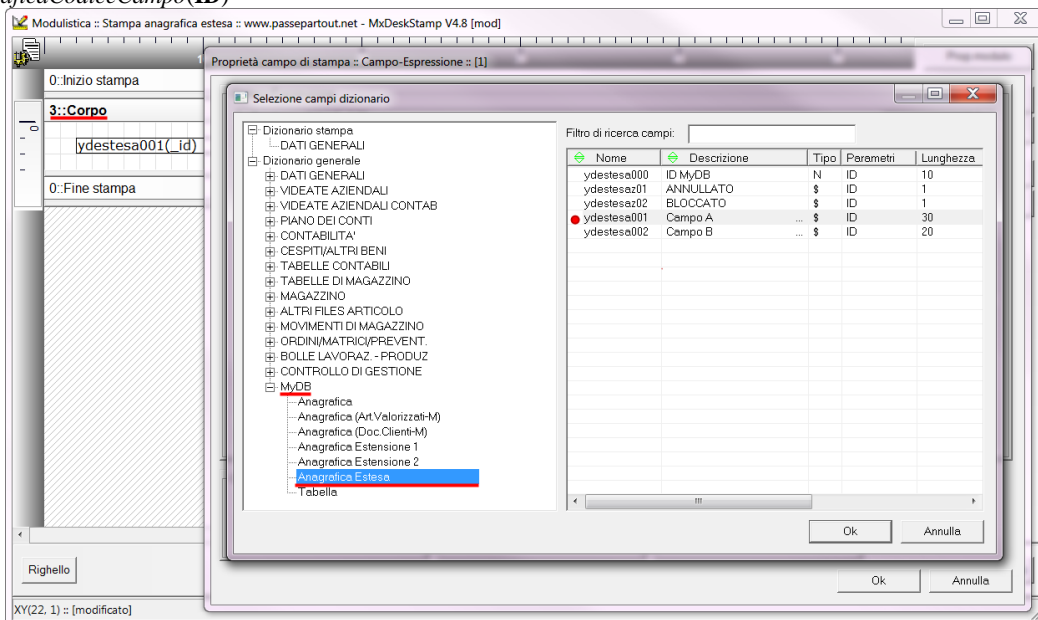 aficaCodiceCampo(ID)
Modulistica :: Stampa anagrafica estesa :: www.passepartout.net - MxDeskStamp V4.8 [mod]
Proprietà campo di stampa :: Campo-Espressione :: [1]
0::Inizio stampa
3::Corpo
0
ydestesa001(_id)
0::Fine stampa
Selezione campi dizionario
Dizionario stampa
DATI GENERALI
Dizionario generale
DATI GENERALI
VIDEATE AZIENDALI
VIDEATE AZIENDALI CONTAB
PIANO DEI CONTI
CONTABILITA'
CESPITI/ALTRI BENI
TABELLE CONTABILI
TABELLE DI MAGAZZINO
MAGAZZINO
ALTRI FILES ARTICOLO
MOVIMENTI DI MAGAZZINO
ORDINI/MATRICI/PREVENT.
BOLLE LAVORAZ. - PRODUZ
CONTROLLO DI GESTIONE
MyDB
Anagrafica
Anagrafica (Art.Valorizzati-M)
Anagrafica (Doc.Clienti-M)
Anagrafica Estensione 1
Anagrafica Estensione 2
Anagrafica Estesa
Tabella
Filtro di ricerca campi:
Nome Descrizione Tipo Parametri Lunghezza
ydestesa000 ID MyDB N ID 10
ydestesaz01 ANNULLATO $ ID 1
ydestesaz02 BLOCCATO $ ID 1
ydestesa001 Campo A ... $ ID 30
ydestesa002 Campo B ... $ ID 20
Ok Annulla
Righello
Ok Annulla
XY(22, 1) :: [modificato]